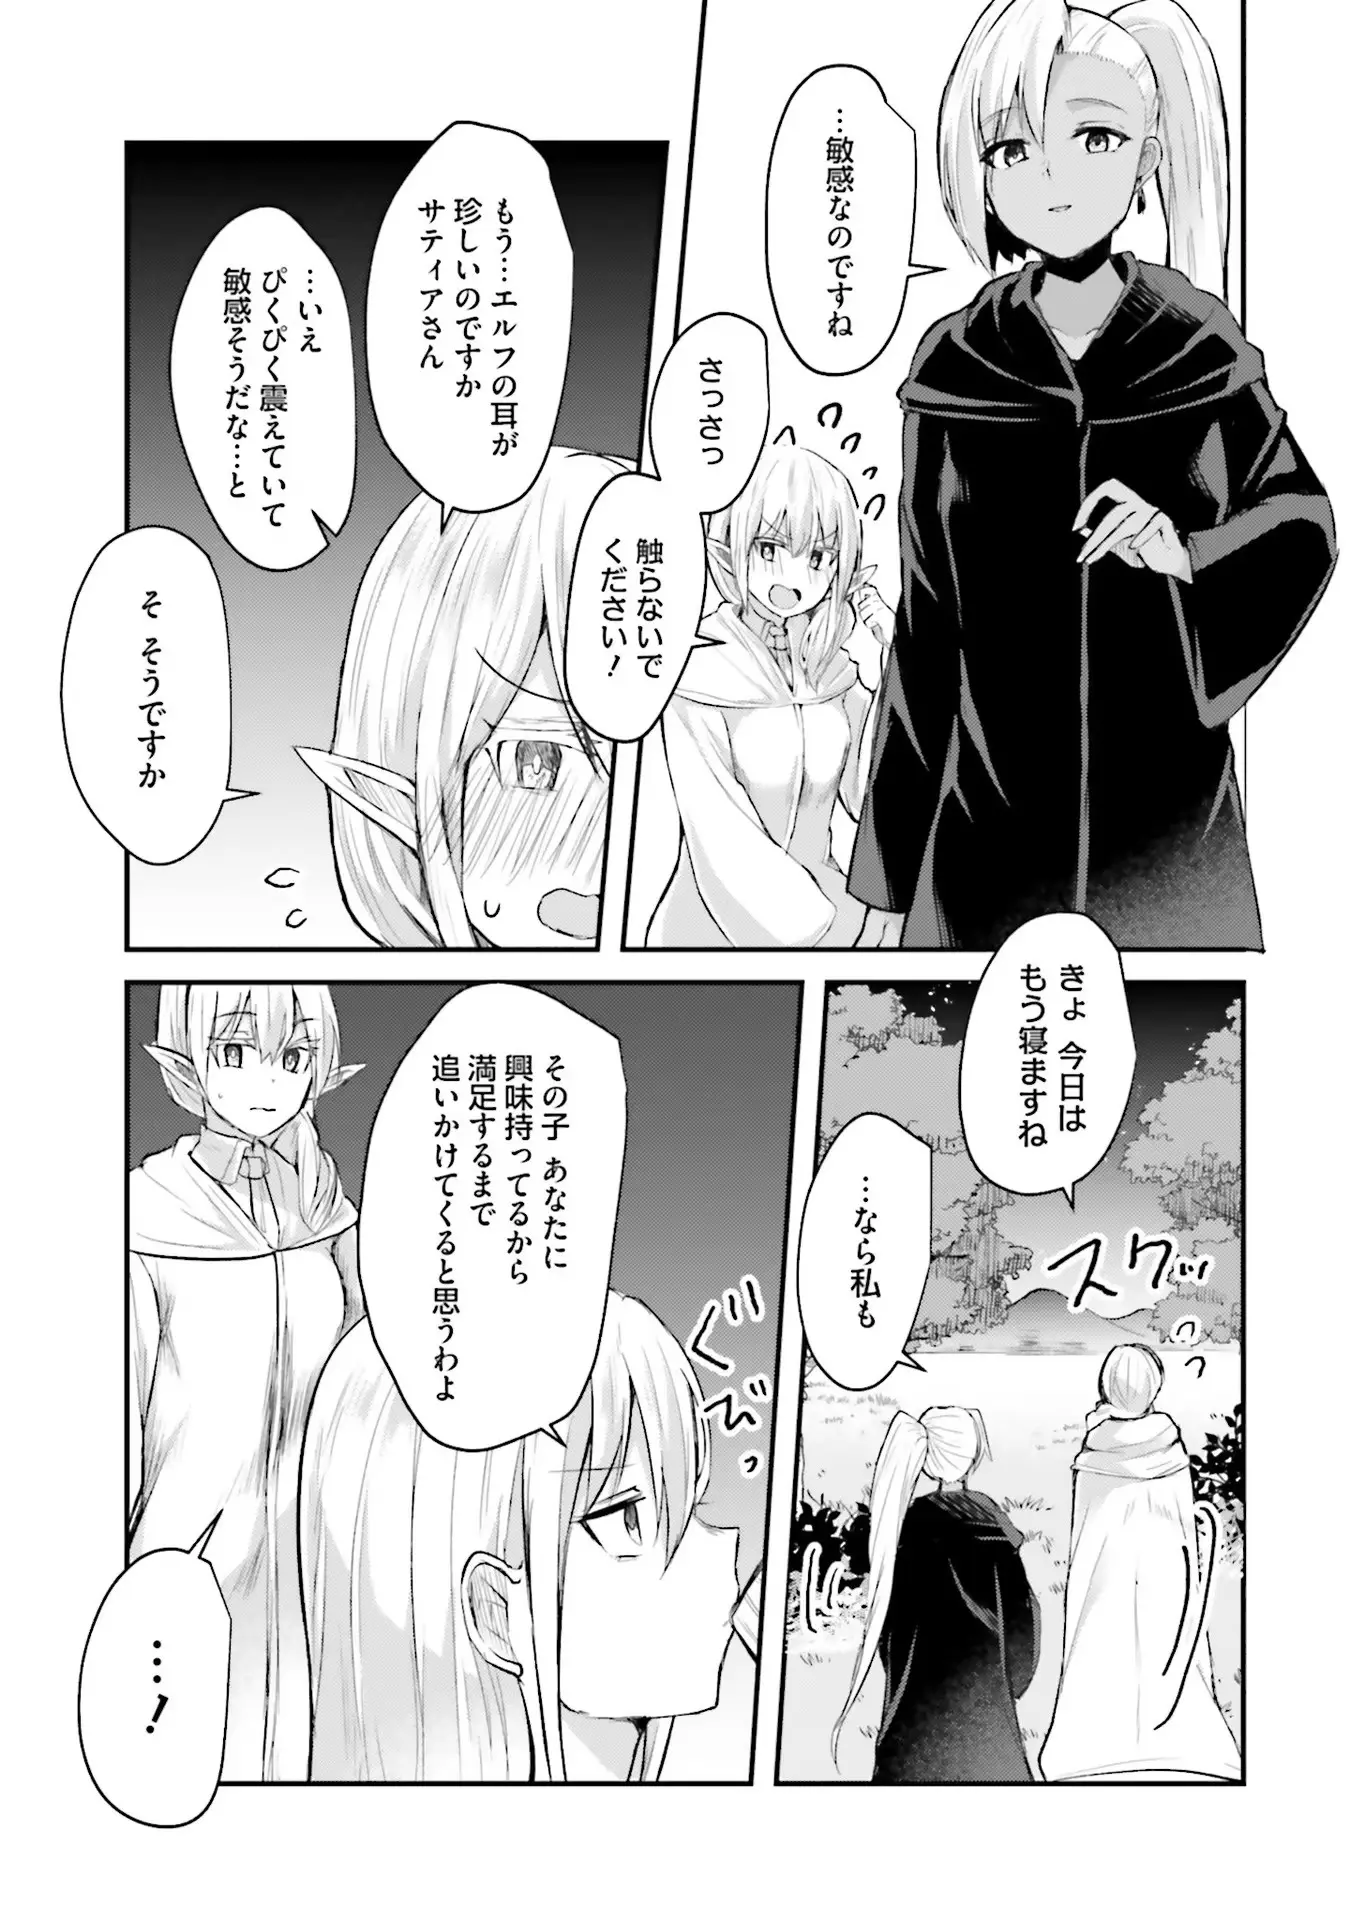 …敏感なのですね
さっさっ
触らないで
ください！
もう…エルフの耳が
珍しいのですか
サティアさん
…いえ
ぴくぴく震えていて
敏感そうだな…と
そ そうですか
きょ 今日は
もう寝ますね
スクッ
…なら私も
その子 あなたに
興味持ってるから
満足するまで
追いかけてくると思うわよ
ぐび
…！